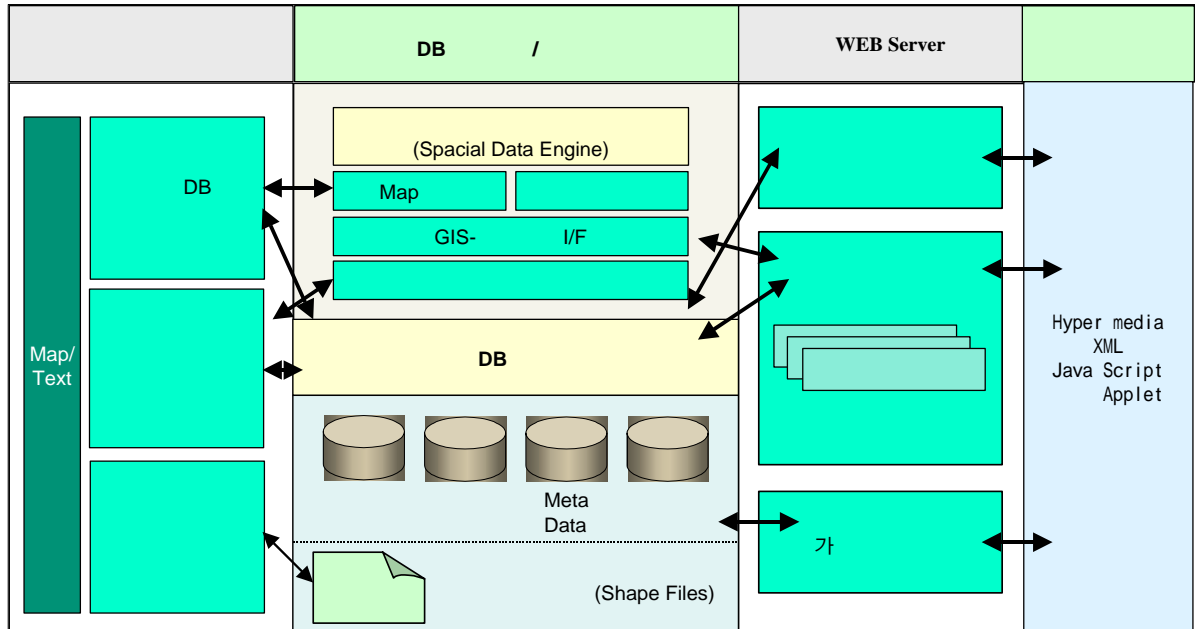 DB /
WEB Server
Map/
Text
DB
(Spacial Data Engine)
Map
GIS- I/F
DB
Meta
Data
(Shape Files)
가
Hyper media
XML
Java Script
Applet